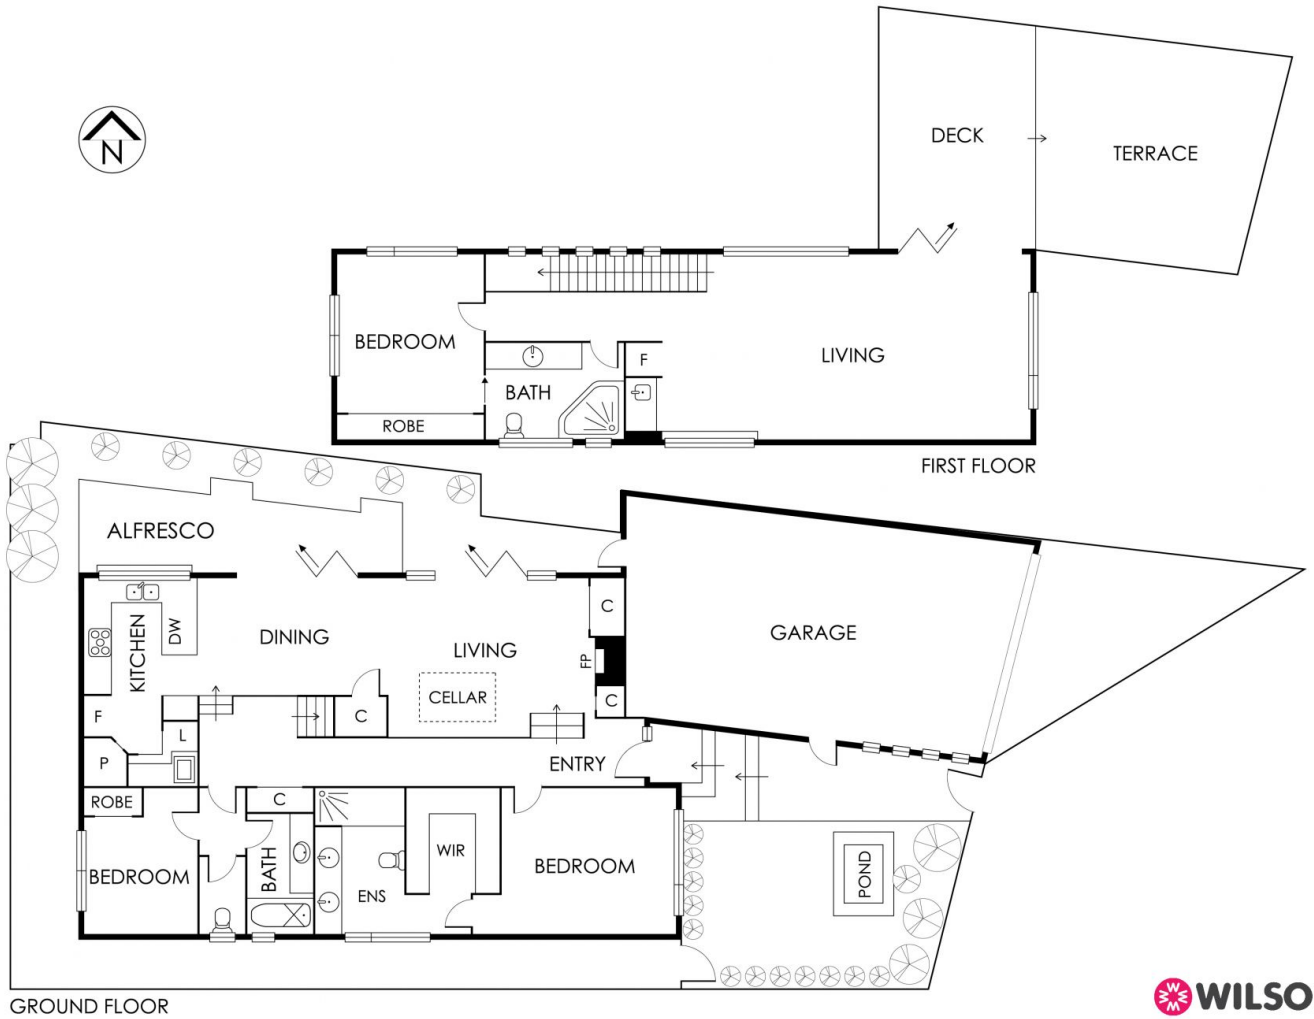 N
DECK
TERRACE
BEDROOM
F
LIVING
BATH
ROBE
FIRST FLOOR
ALFRESCO
C
KITCHEN
DW
DINING
LIVING
FP
GARAGE
CELLAR
C
F
C
L
P
ENTRY
ROBE
C
BATH
WIR
BEDROOM
ENS
BEDROOM
POND
GROUND FLOOR
WILSO